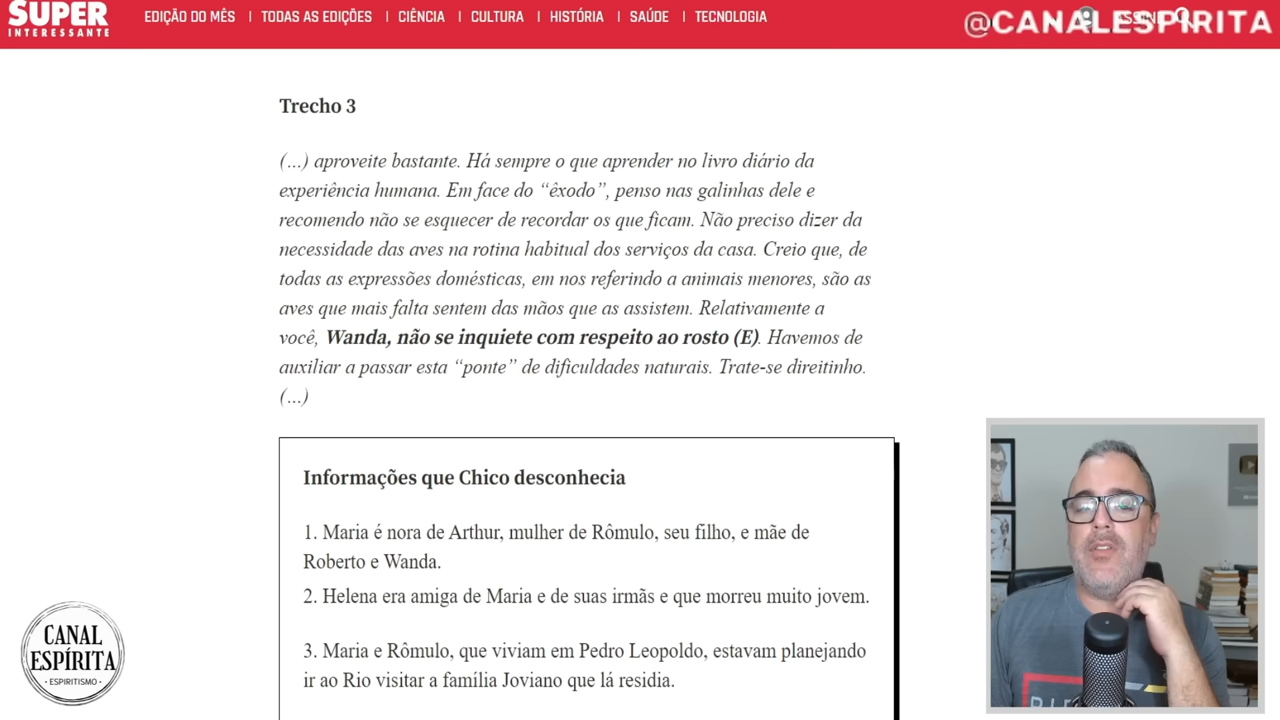 SUPER
INTERESSANTE
EDIÇÃO DO MÊS | TODAS AS EDIÇÕES | CIÊNCIA | CULTURA | HISTÓRIA | SAÚDE | TECNOLOGIA
@CANALESPÍRITA
Trecho 3
(...) aproveite bastante. Há sempre o que aprender no livro diário da
experiência humana. Em face do “êxodo”, penso nas galinhas dele e
recomendo não se esquecer de recordar os que ficam. Não preciso dizer da
necessidade das aves na rotina habitual dos serviços da casa. Creio que, de
todas as expressões domésticas, em nos referindo a animais menores, são as
aves que mais falta sentem das mãos que as assistem. Relativamente a
você, Wanda, não se inquiete com respeito ao rosto (E). Havemos de
auxiliar a passar esta “ponte” de dificuldades naturais. Trate-se direitinho.
(...)
Informações que Chico desconhecia
1. Maria é nora de Arthur, mulher de Rômulo, seu filho, e mãe de
Roberto e Wanda.
2. Helena era amiga de Maria e de suas irmãs e que morreu muito jovem.
3. Maria e Rômulo, que viviam em Pedro Leopoldo, estavam planejando
ir ao Rio visitar a família Joviano que lá residia.
CANAL
ESPÍRITA
· ESPIRITISMO ·